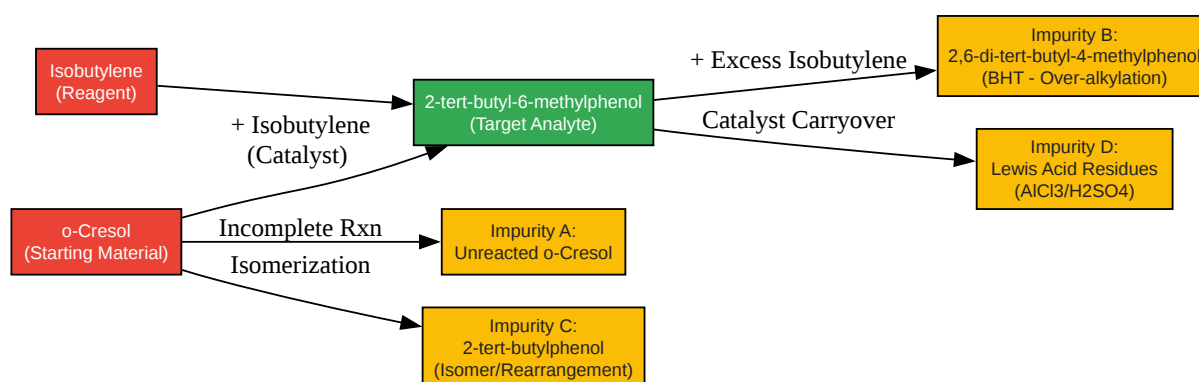 Isobutylene
(Reagent)
+ Isobutylene
(Catalyst)
2-tert-butyl-6-methylphenol
(Target Analyte)
+ Excess Isobutylene
Impurity B:
2,6-di-tert-butyl-4-methylphenol
(BHT - Over-alkylation)
Catalyst Carryover
Impurity D:
Lewis Acid Residues
(AlCl3/H2SO4)
o-Cresol
(Starting Material)
Incomplete Rxn
Impurity A:
Unreacted o-Cresol
Isomerization
Impurity C:
2-tert-butylphenol
(Isomer/Rearrangement)